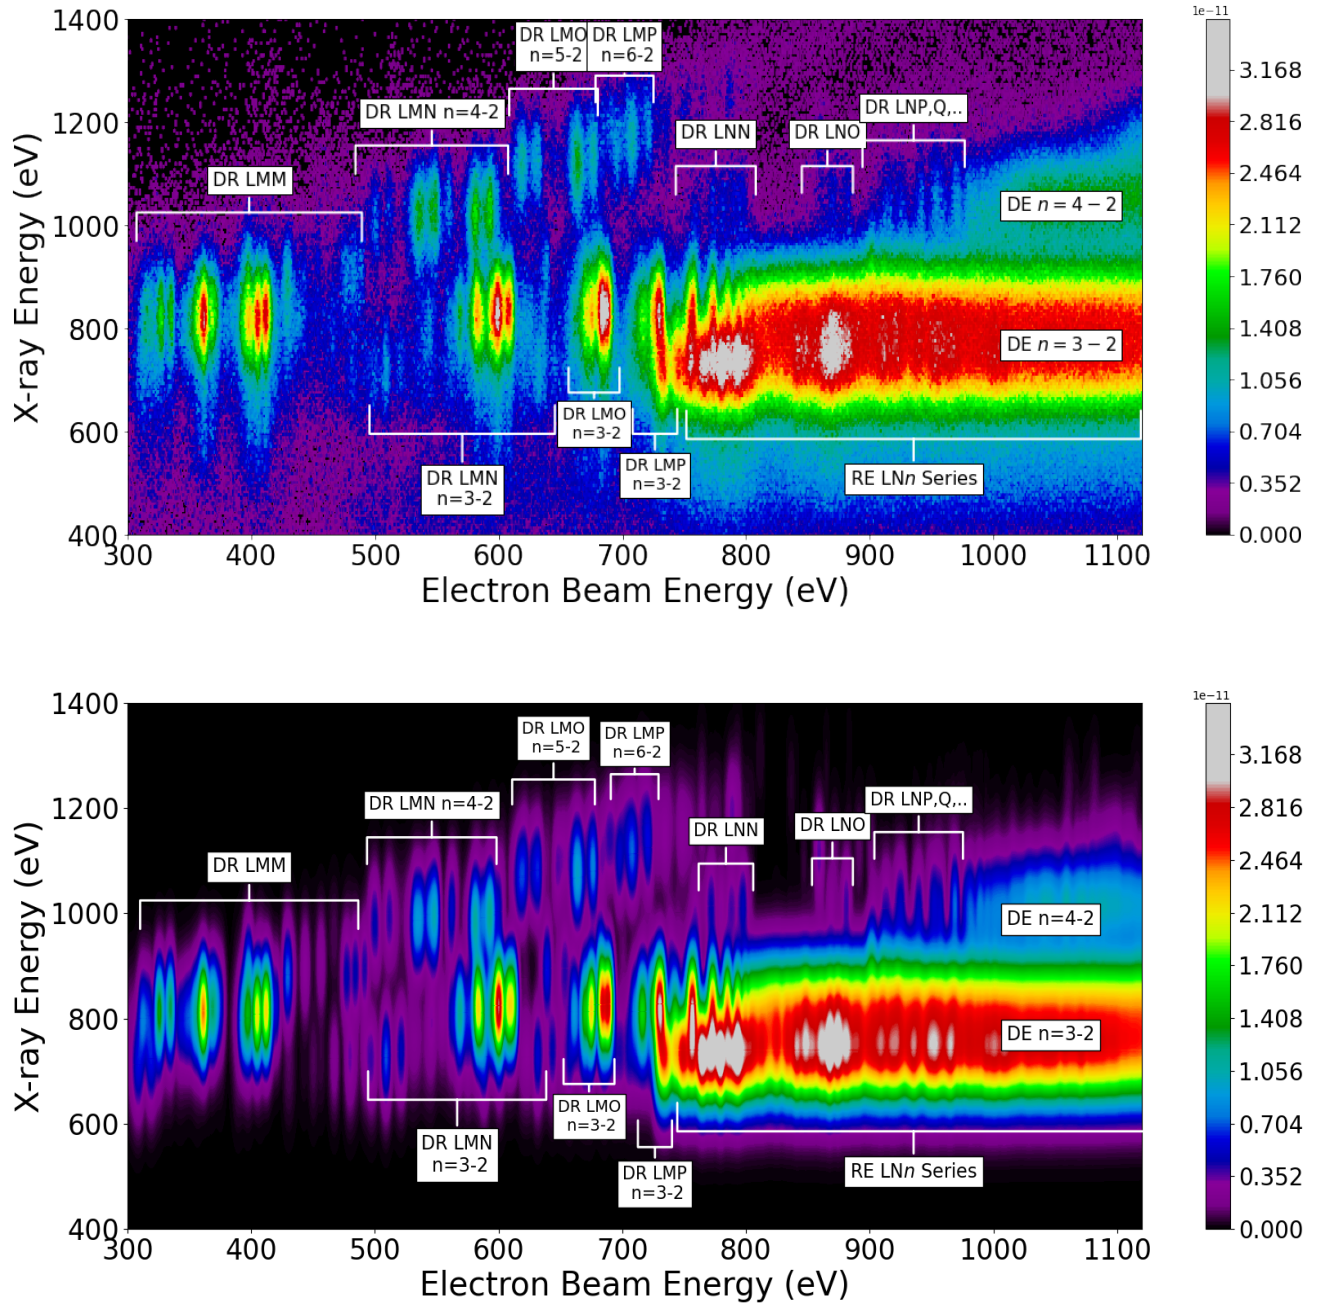 1e−11
1400
DR LMO
n=5-2
DR LMP
n=6-2
3.168
1200
DR LMN n=4-2
DR LNN
DR LNO
DR LNP,Q,..
2.816
2.464
DR LMM
1000
DE n = 4 − 2
2.112
1.760
X-ray Energy (eV)
800
DE n = 3 − 2
1.408
1.056
600
DR LMO
n=3-2
0.704
DR LMN
n=3-2
DR LMP
n=3-2
RE LNn Series
0.352
400
0.000
300 400 500 600 700 800 900 1000 1100
Electron Beam Energy (eV)
1e−11
1400
DR LMO
n=5-2
DR LMP
n=6-2
3.168
1200
DR LMN n=4-2
DR LNN
DR LNO
DR LNP,Q,..
2.816
2.464
DR LMM
1000
DE n=4-2
2.112
1.760
X-ray Energy (eV)
800
DE n=3-2
1.408
1.056
600
DR LMO
n=3-2
0.704
DR LMN
n=3-2
DR LMP
n=3-2
RE LNn Series
0.352
400
0.000
300 400 500 600 700 800 900 1000 1100
Electron Beam Energy (eV)